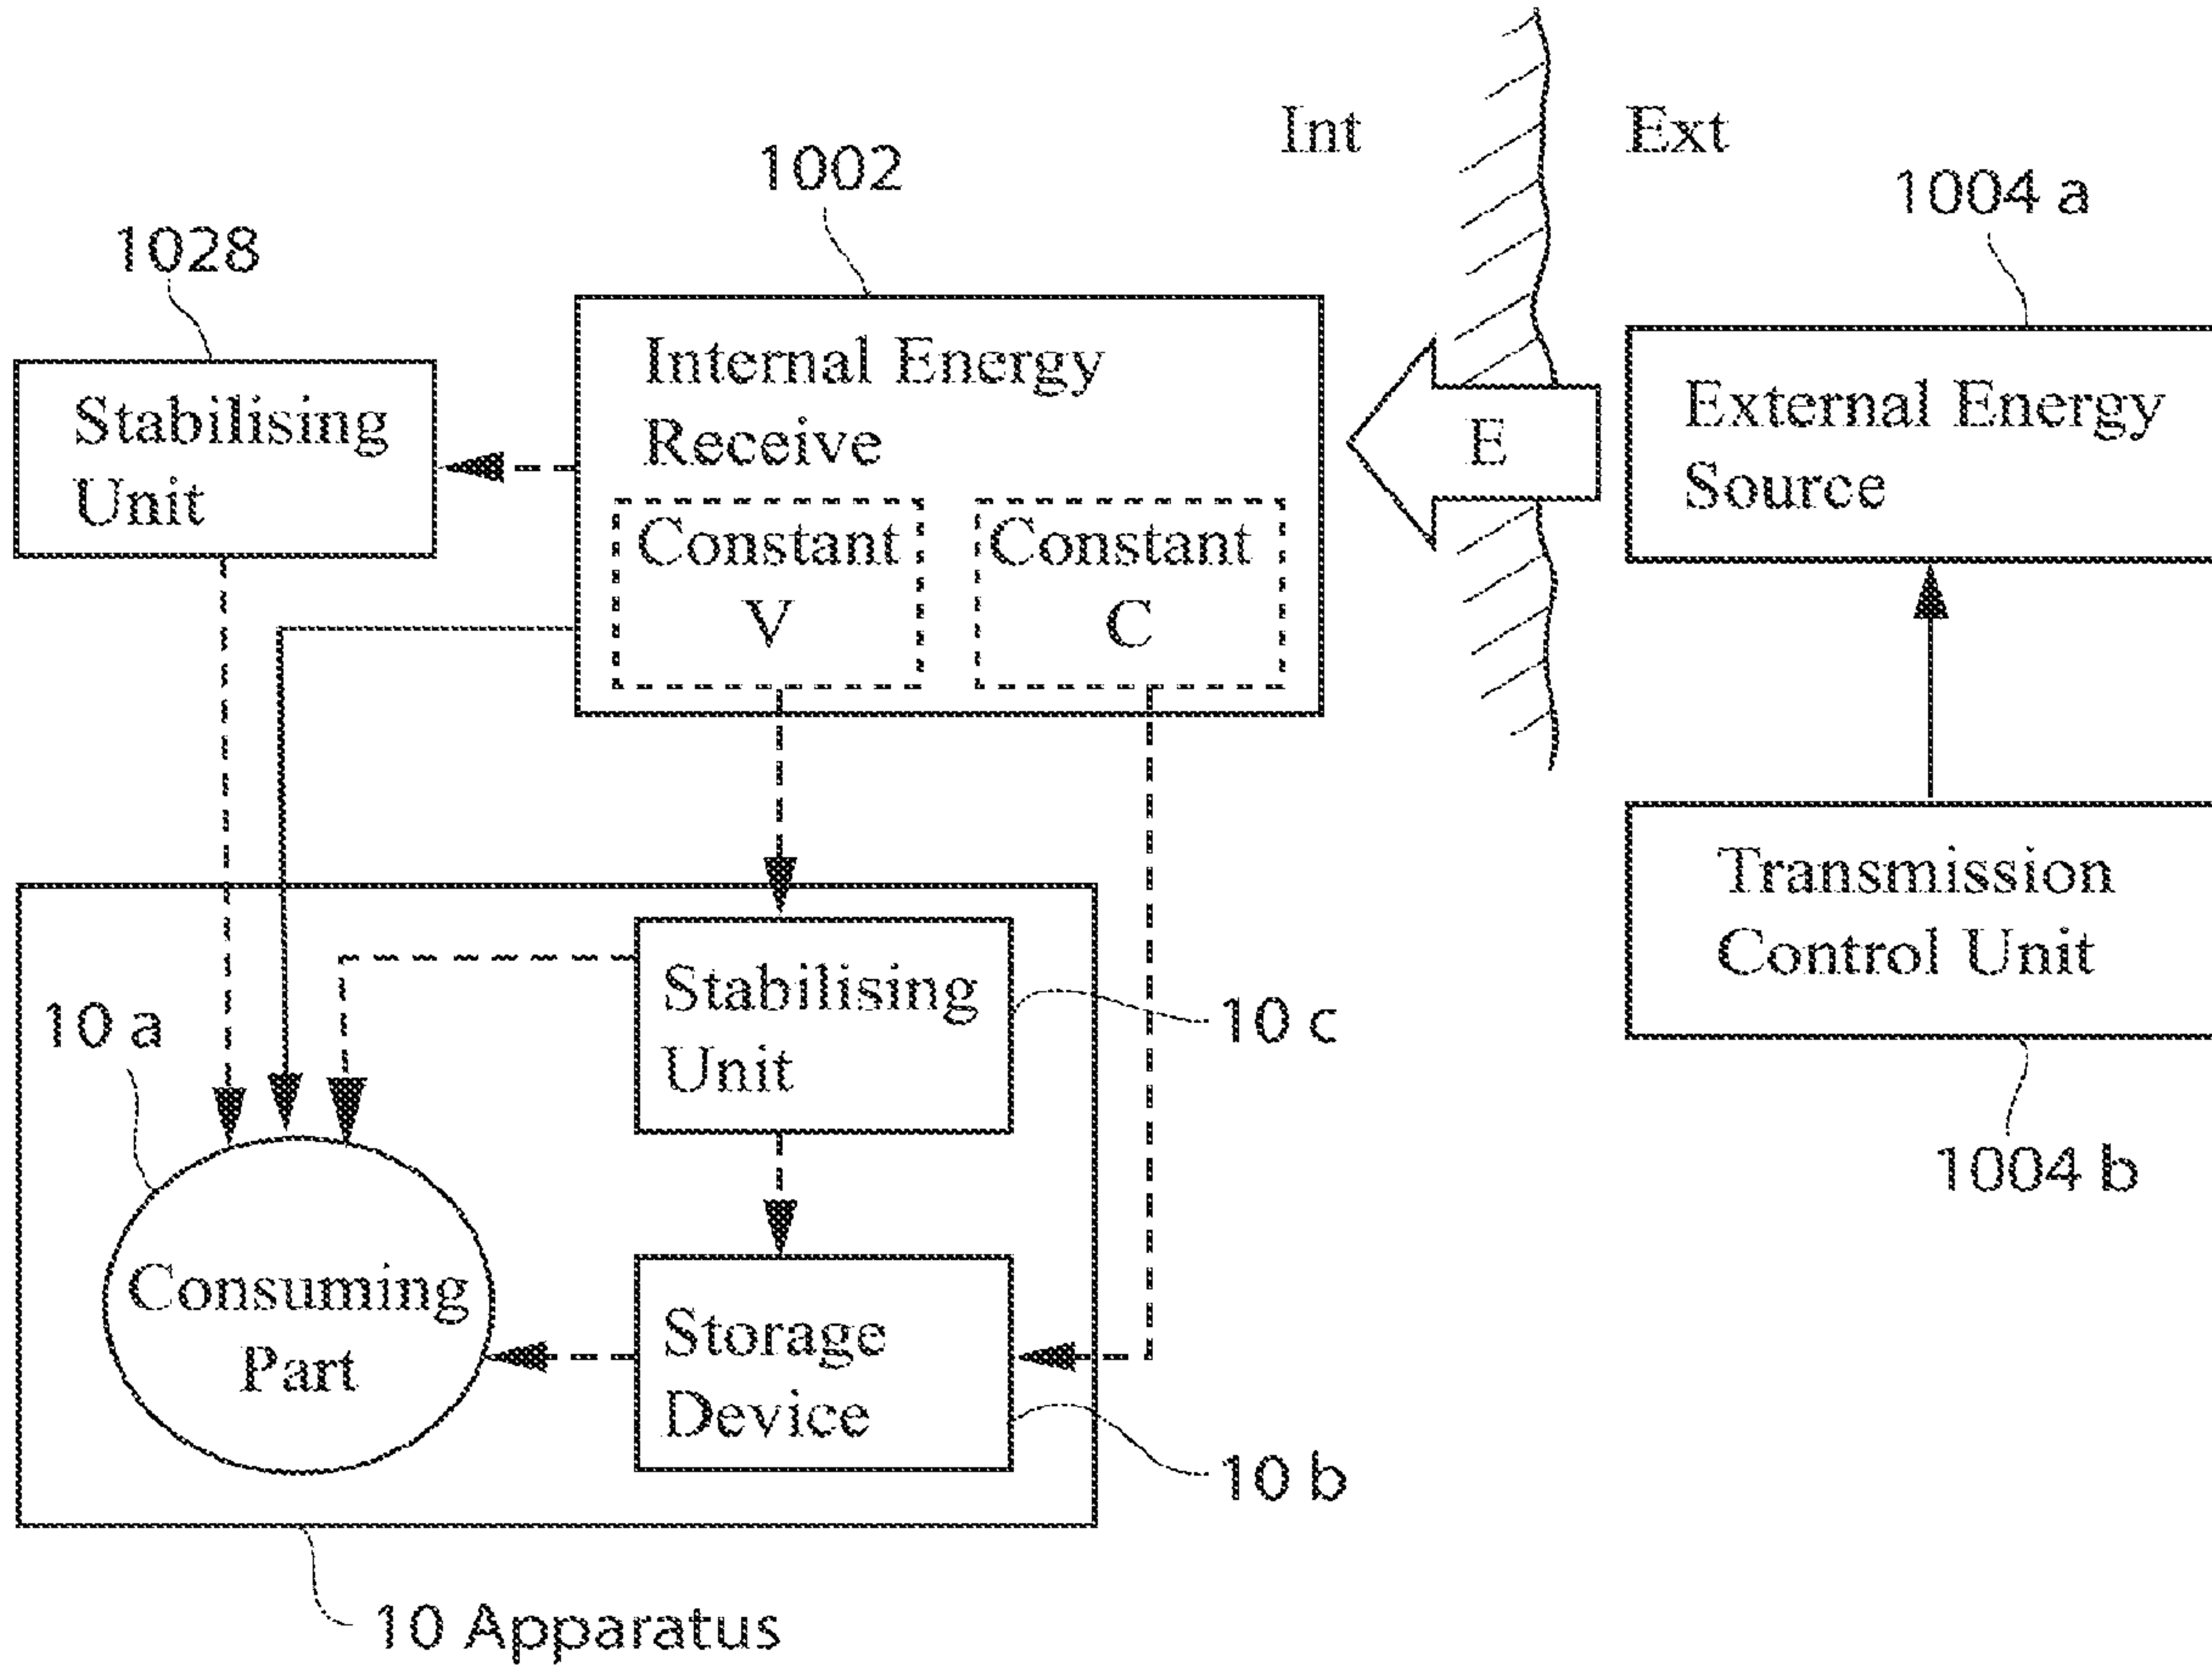 Int
Ext
1002
1004 a
1028
Internal Energy
Receive
Stabilising
Unit
E
External Energy
Source
Constant
V
Constant
C
Transmission
Control Unit
Stabilising
Unit
10 a
10 c
1004 b
Consuming
Part
Storage
Device
10 b
10 Apparatus